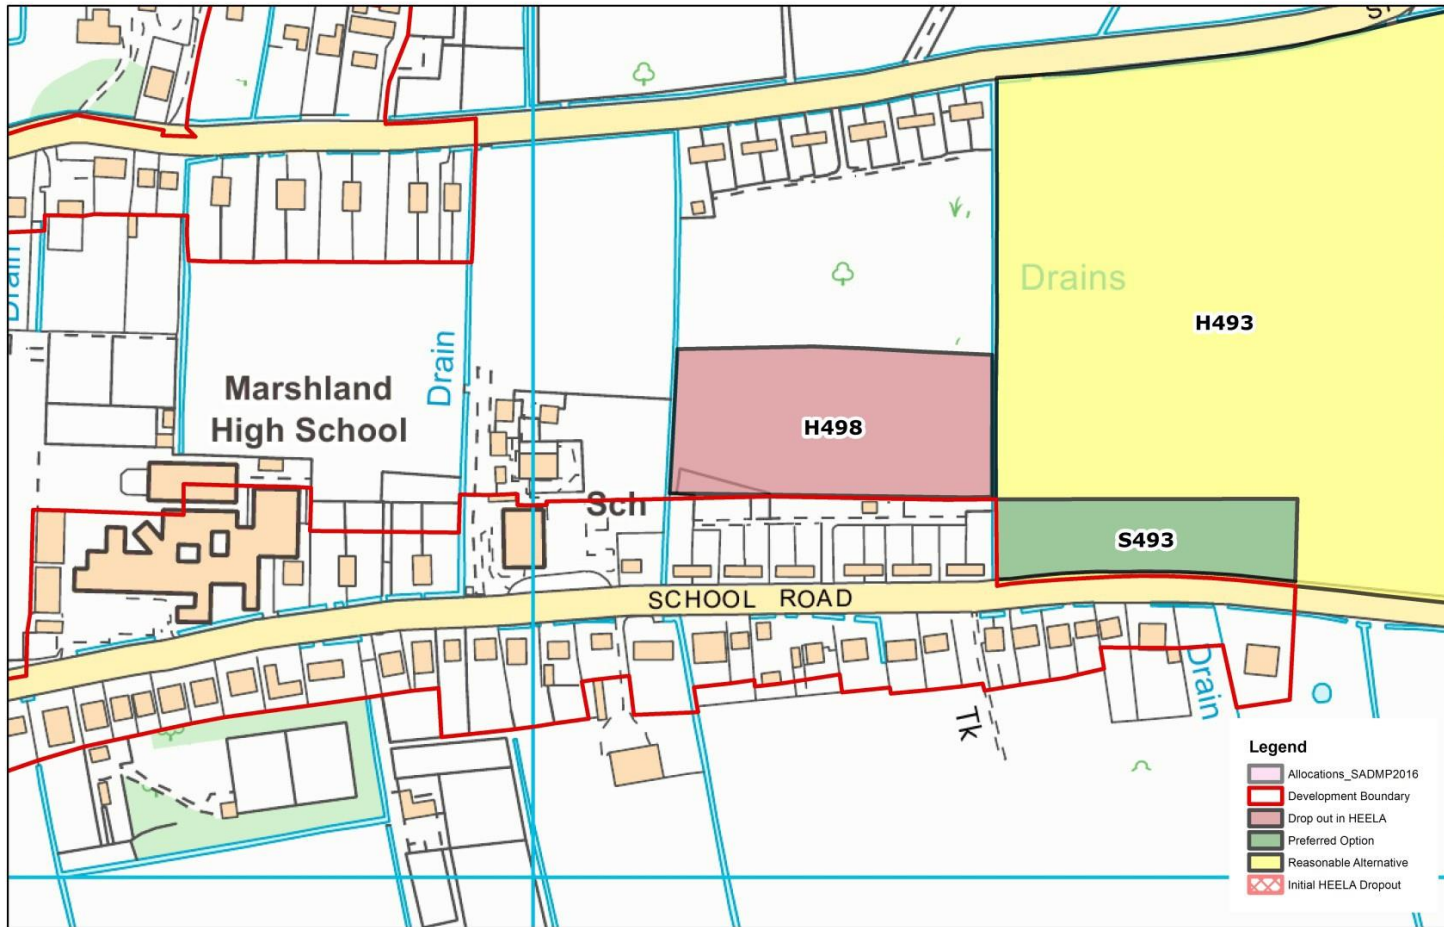 Drain
Drains
H493
Drain
Marshland
High School
H498
Sch
S493
SCHOOL ROAD
Drain
Tk
Legend
Allocations_SADMP2016
Development Boundary
Drop out in HEELA
Preferred Option
Reasonable Alternative
Initial HEELA Dropout